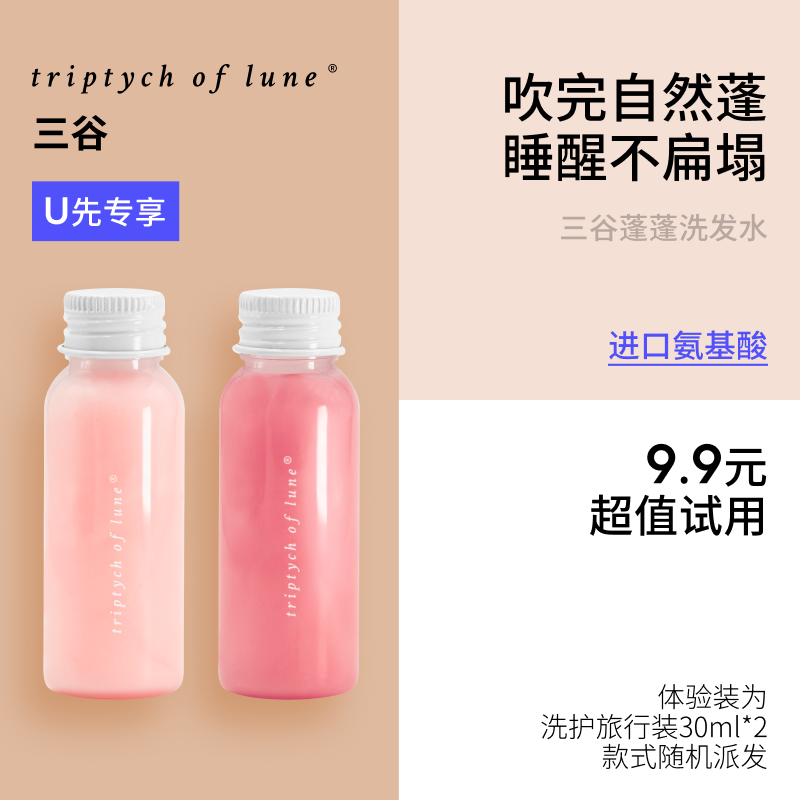 triptych of lune®
三谷
U先专享
triptych of lune®
triptych of lune®
吹完自然蓬
睡醒不扁塌
三谷蓬蓬洗发水
进口氨基酸
9.9元
超值试用
体验装为
洗护旅行装30ml*2
款式随机派发